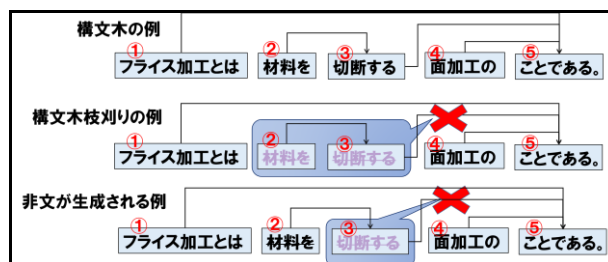 構文木の例
① ② ③ ④ ⑤
フライス加工とは 材料を 切断する 面加工の ことである。
構文木枝刈りの例
① ② ③ ④ ⑤
フライス加工とは 材料を 切断する 面加工の ことである。
非文が生成される例
① ② ③ ④ ⑤
フライス加工とは 材料を 切断する 面加工の ことである。